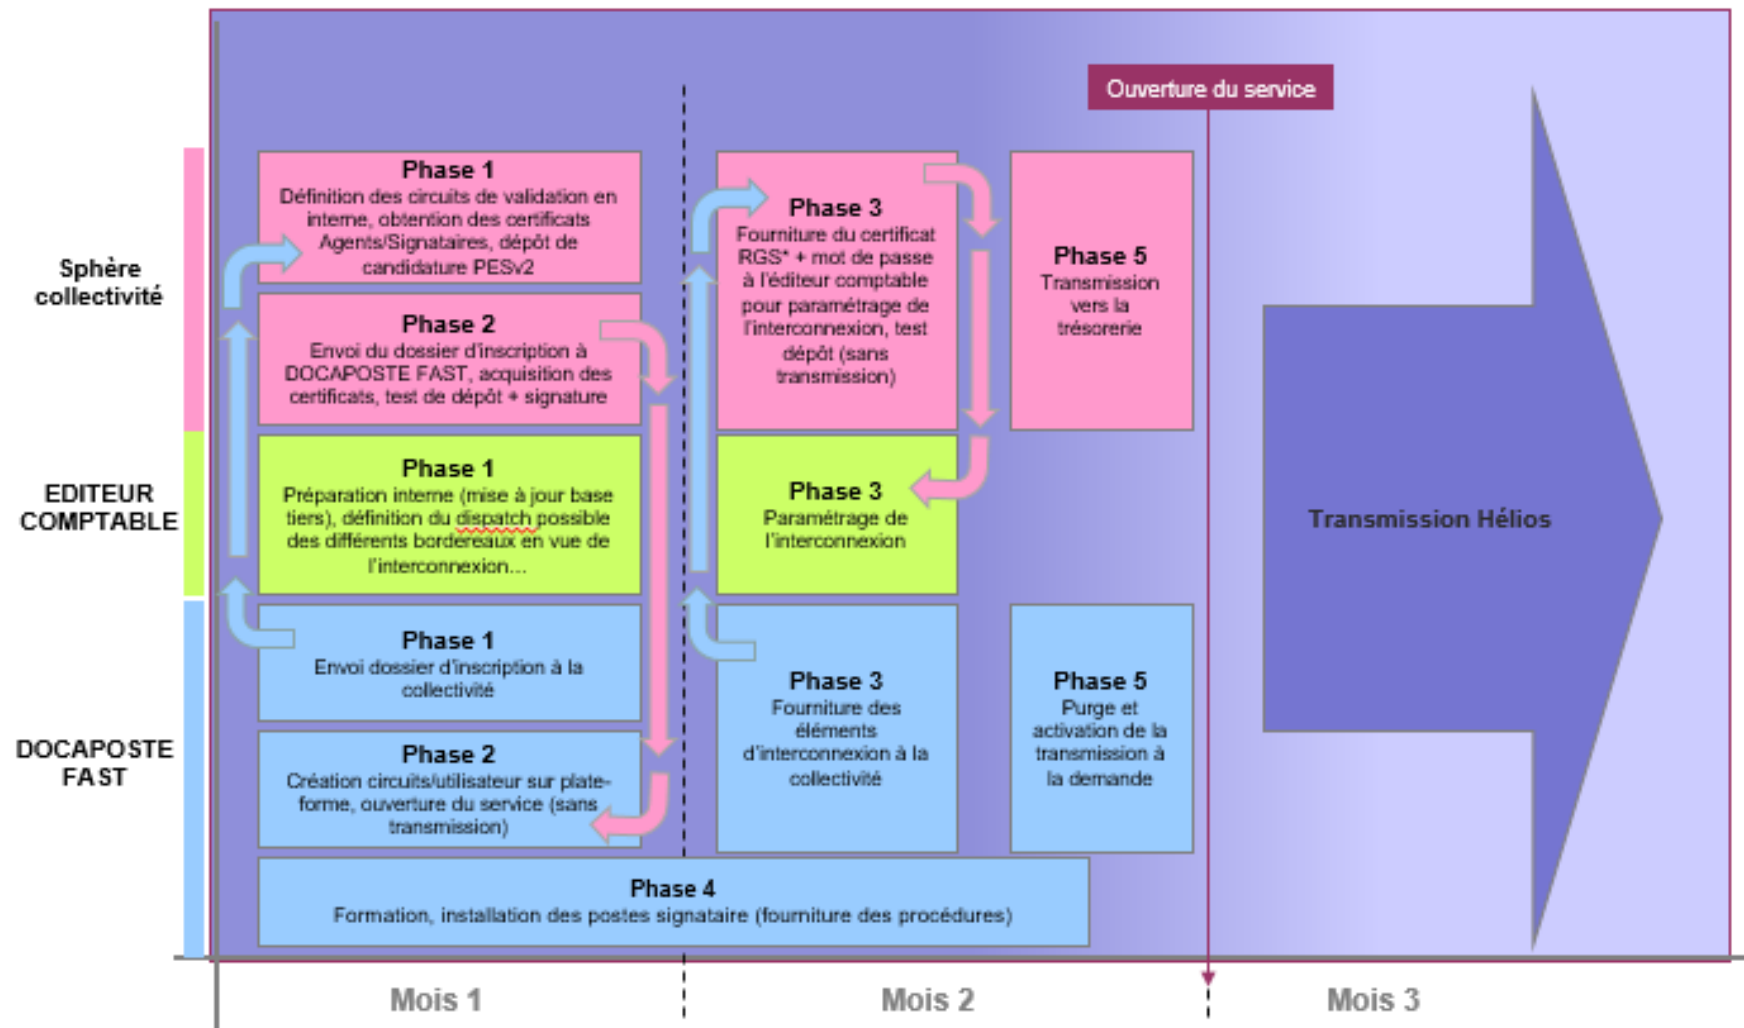 Ouverture du service
Sphère
collectivité
Phase 1
Définition des circuits de validation en
interne, obtention des certificats
Agents/Signataires, dépôt de
candidature PESv2
Phase 2
Envoi du dossier d'inscription à
DOCAPOSTE FAST, acquisition des
certificats, test de dépôt + signature
Phase 3
Fourniture du certificat
RGS* + mot de passe
à l'éditeur comptable
pour paramétrage de
l'interconnexion, test
dépôt (sans
transmission)
Phase 5
Transmission
vers la
trésorerie
EDITEUR
COMPTABLE
Phase 1
Préparation interne (mise à jour base
tiers), définition du dispatch possible
des différents bordereaux en vue de
l'interconnexion...
Phase 3
Paramétrage de
l'interconnexion
Transmission Hélios
DOCAPOSTE
FAST
Phase 1
Envoi dossier d'inscription à la
collectivité
Phase 2
Création circuits/utilisateur sur plate-
forme, ouverture du service (sans
transmission)
Phase 3
Fourniture des
éléments
d'interconnexion à la
collectivité
Phase 5
Purge et
activation de la
transmission à
la demande
Phase 4
Formation, installation des postes signataire (fourniture des procédures)
Mois 1
Mois 2
Mois 3